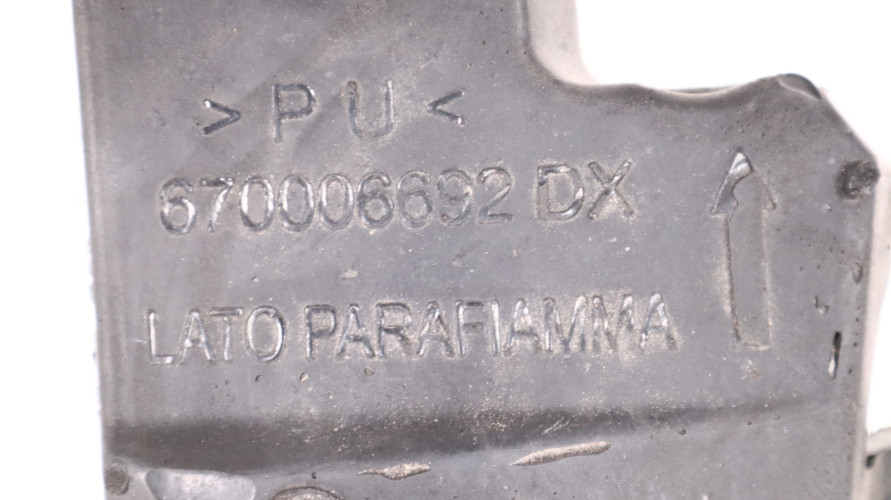 > PU <
670006692 DX
LATO PARAFIAMMA